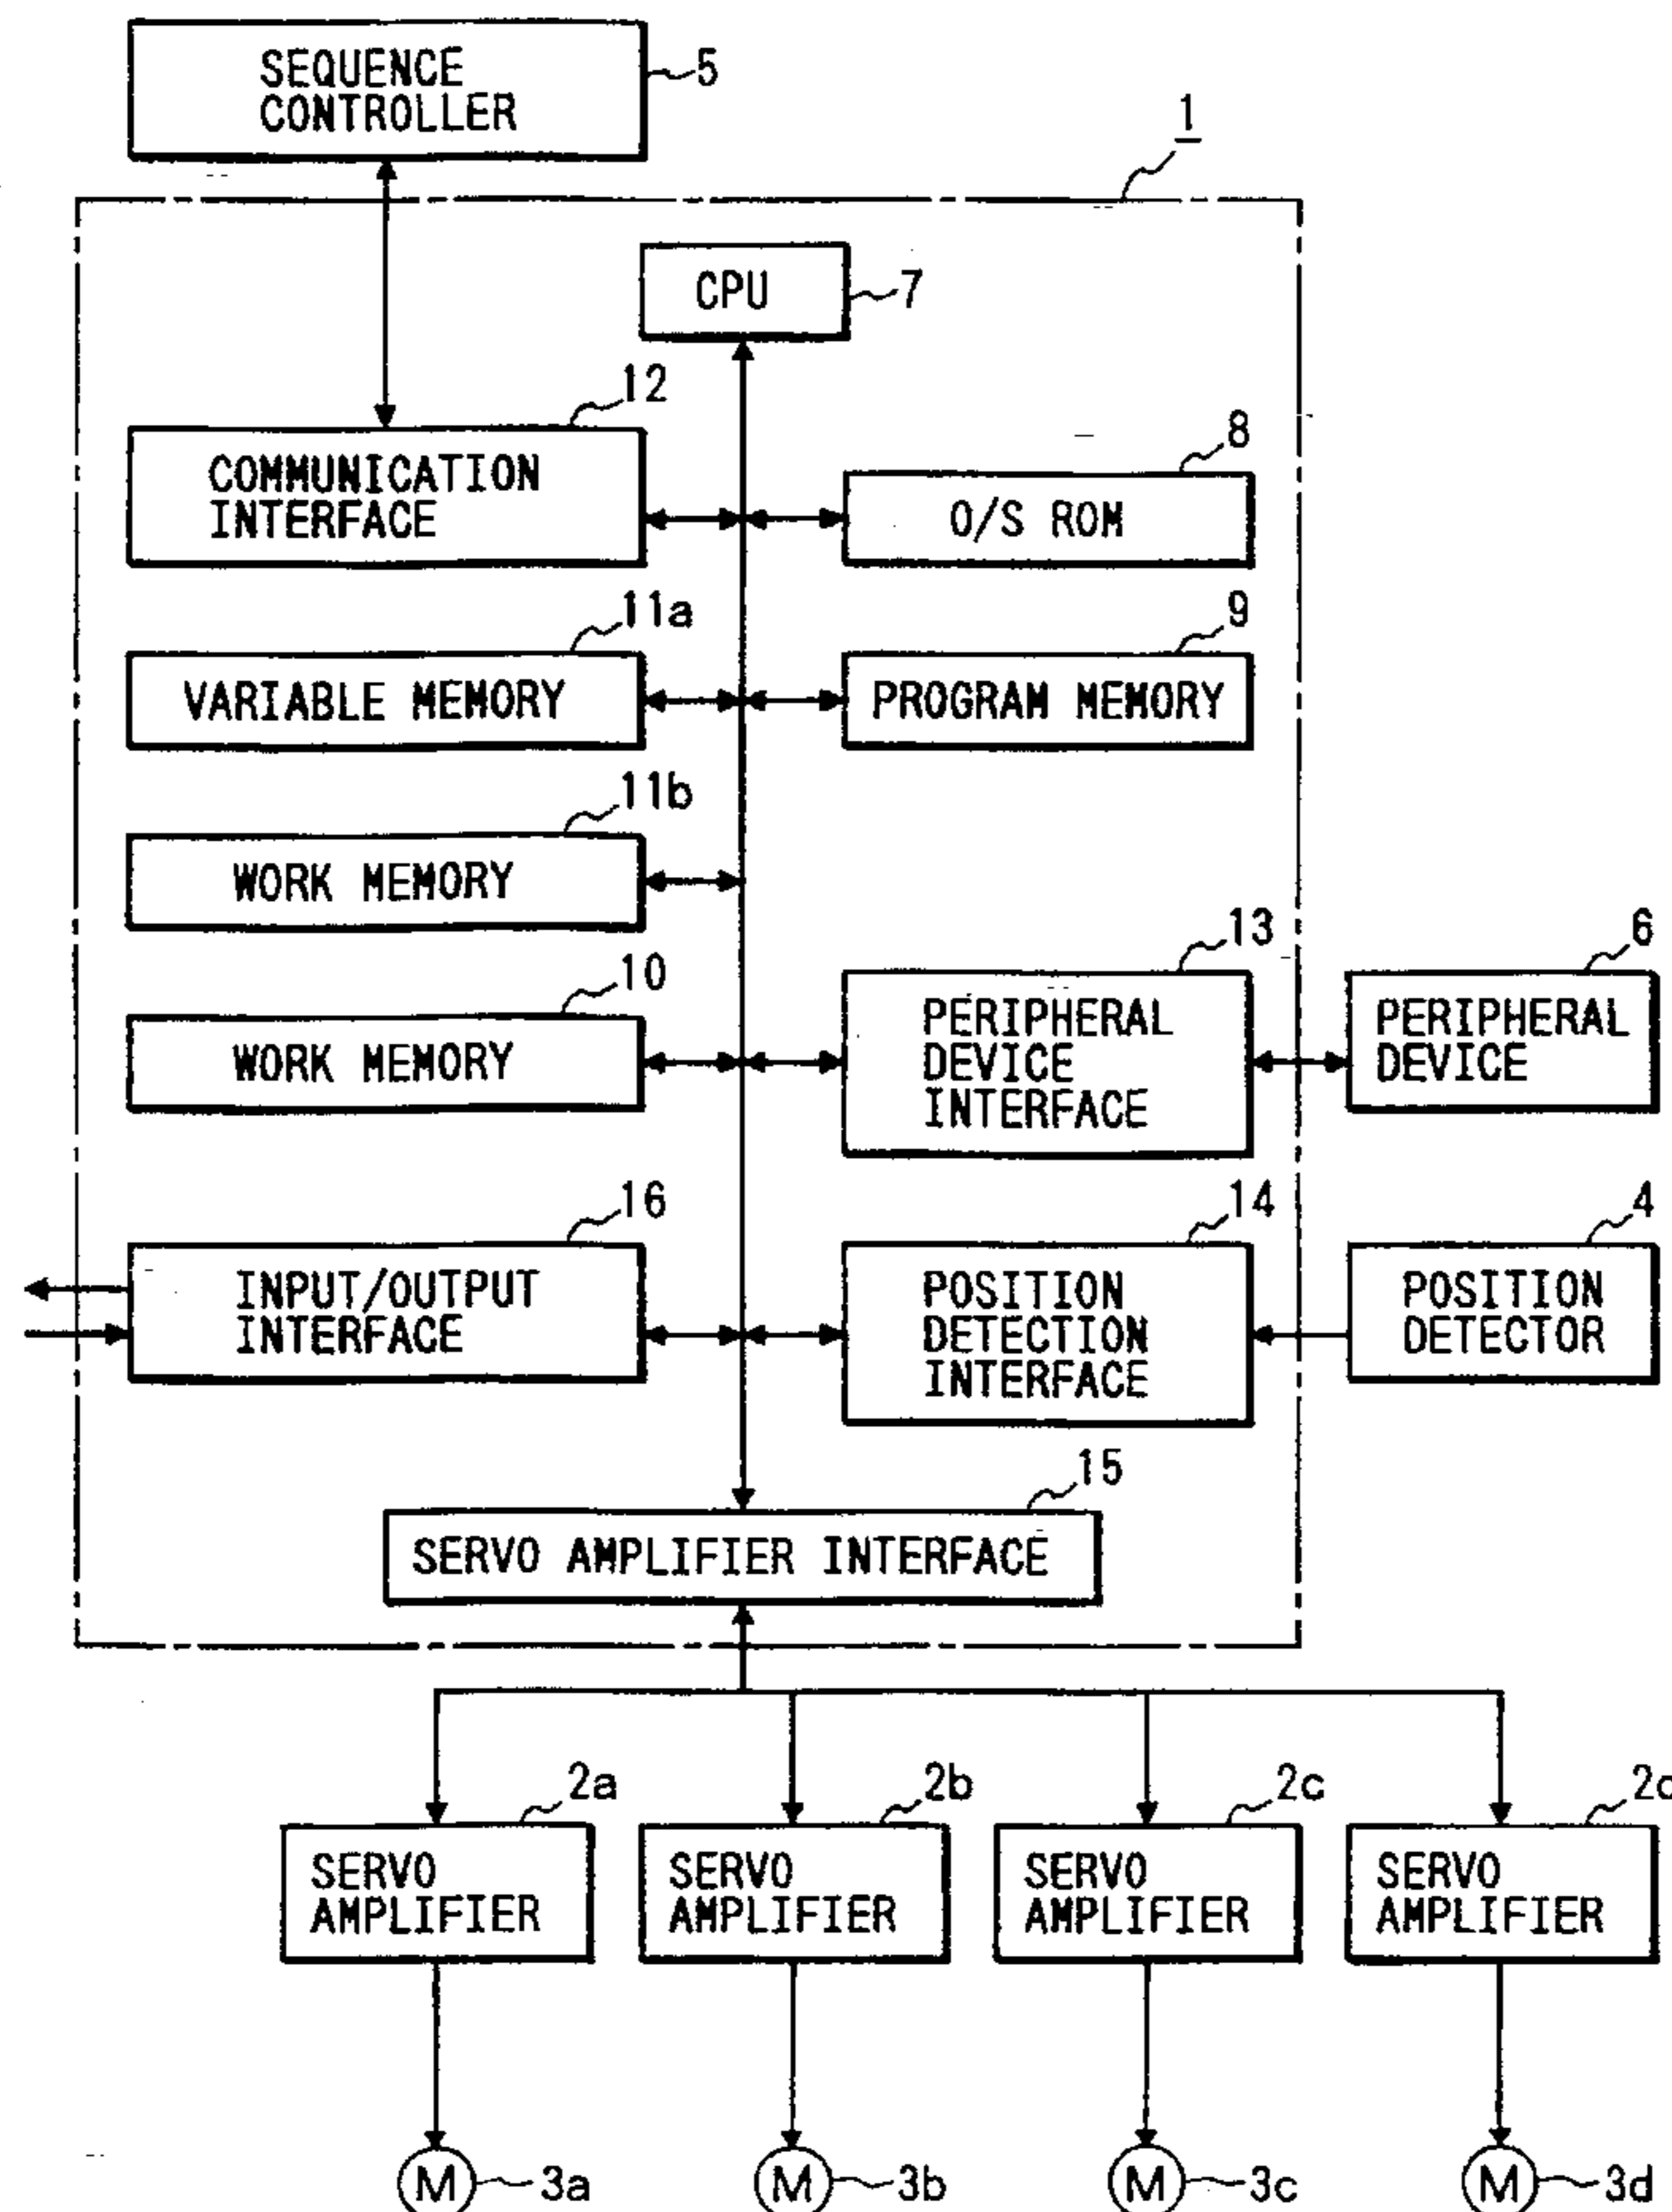 SEQUENCE
CONTROLLER
5
1
CPU
7
12
COMMUNICATION
INTERFACE
8
O/S ROM
11a
VARIABLE MEMORY
9
PROGRAM MEMORY
11b
WORK MEMORY
10
WORK MEMORY
13
PERIPHERAL
DEVICE
INTERFACE
6
PERIPHERAL
DEVICE
16
INPUT/OUTPUT
INTERFACE
14
POSITION
DETECTION
INTERFACE
4
POSITION
DETECTOR
15
SERVO AMPLIFIER INTERFACE
2a
SERVO
AMPLIFIER
2b
SERVO
AMPLIFIER
2c
SERVO
AMPLIFIER
SERVO
AMPLIFIER
M
3a
M
3b
M
3c
M
3d